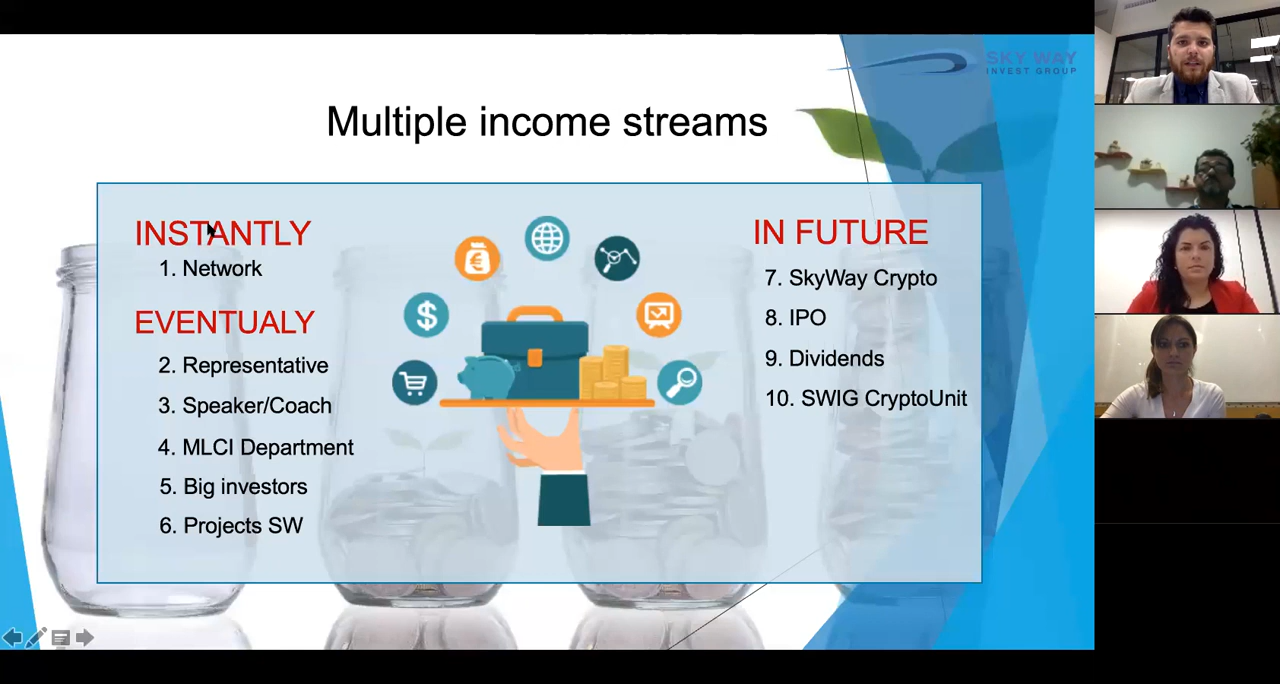 SKY WAY
INVEST GROUP
Multiple income streams
INSTANTLY
1. Network
EVENTUALY
2. Representative
3. Speaker/Coach
4. MLCI Department
5. Big investors
6. Projects SW
€
$
IN FUTURE
7. SkyWay Crypto
8. IPO
9. Dividends
10. SWIG CryptoUnit